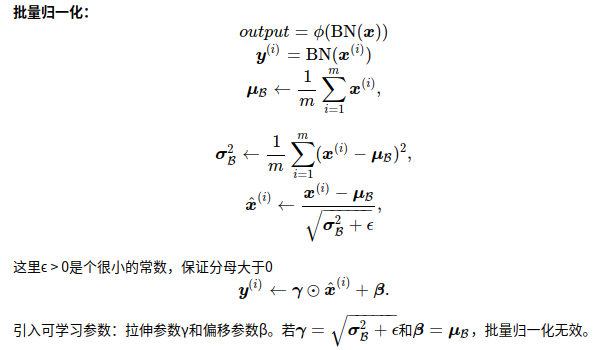 批量归一化：
$output = \phi(\mathrm{BN}(\boldsymbol{x}))$
$\boldsymbol{y}^{(i)} = \mathrm{BN}(\boldsymbol{x}^{(i)})$
$\boldsymbol{\mu}_{\mathcal{B}} \leftarrow \frac{1}{m} \sum_{i=1}^{m} \boldsymbol{x}^{(i)},$
$\boldsymbol{\sigma}_{\mathcal{B}}^{2} \leftarrow \frac{1}{m} \sum_{i=1}^{m} (\boldsymbol{x}^{(i)} - \boldsymbol{\mu}_{\mathcal{B}})^{2},$
$\hat{\boldsymbol{x}}^{(i)} \leftarrow \frac{\boldsymbol{x}^{(i)} - \boldsymbol{\mu}_{\mathcal{B}}}{\sqrt{\boldsymbol{\sigma}_{\mathcal{B}}^{2} + \epsilon}},$
这里ϵ > 0是个很小的常数，保证分母大于0
$\boldsymbol{y}^{(i)} \leftarrow \boldsymbol{\gamma} \odot \hat{\boldsymbol{x}}^{(i)} + \boldsymbol{\beta}.$
引入可学习参数：拉伸参数γ和偏移参数β。若$\boldsymbol{\gamma} = \sqrt{\boldsymbol{\sigma}_{\mathcal{B}}^{2} + \epsilon}$和$\boldsymbol{\beta} = \boldsymbol{\mu}_{\mathcal{B}}$，批量归一化无效。